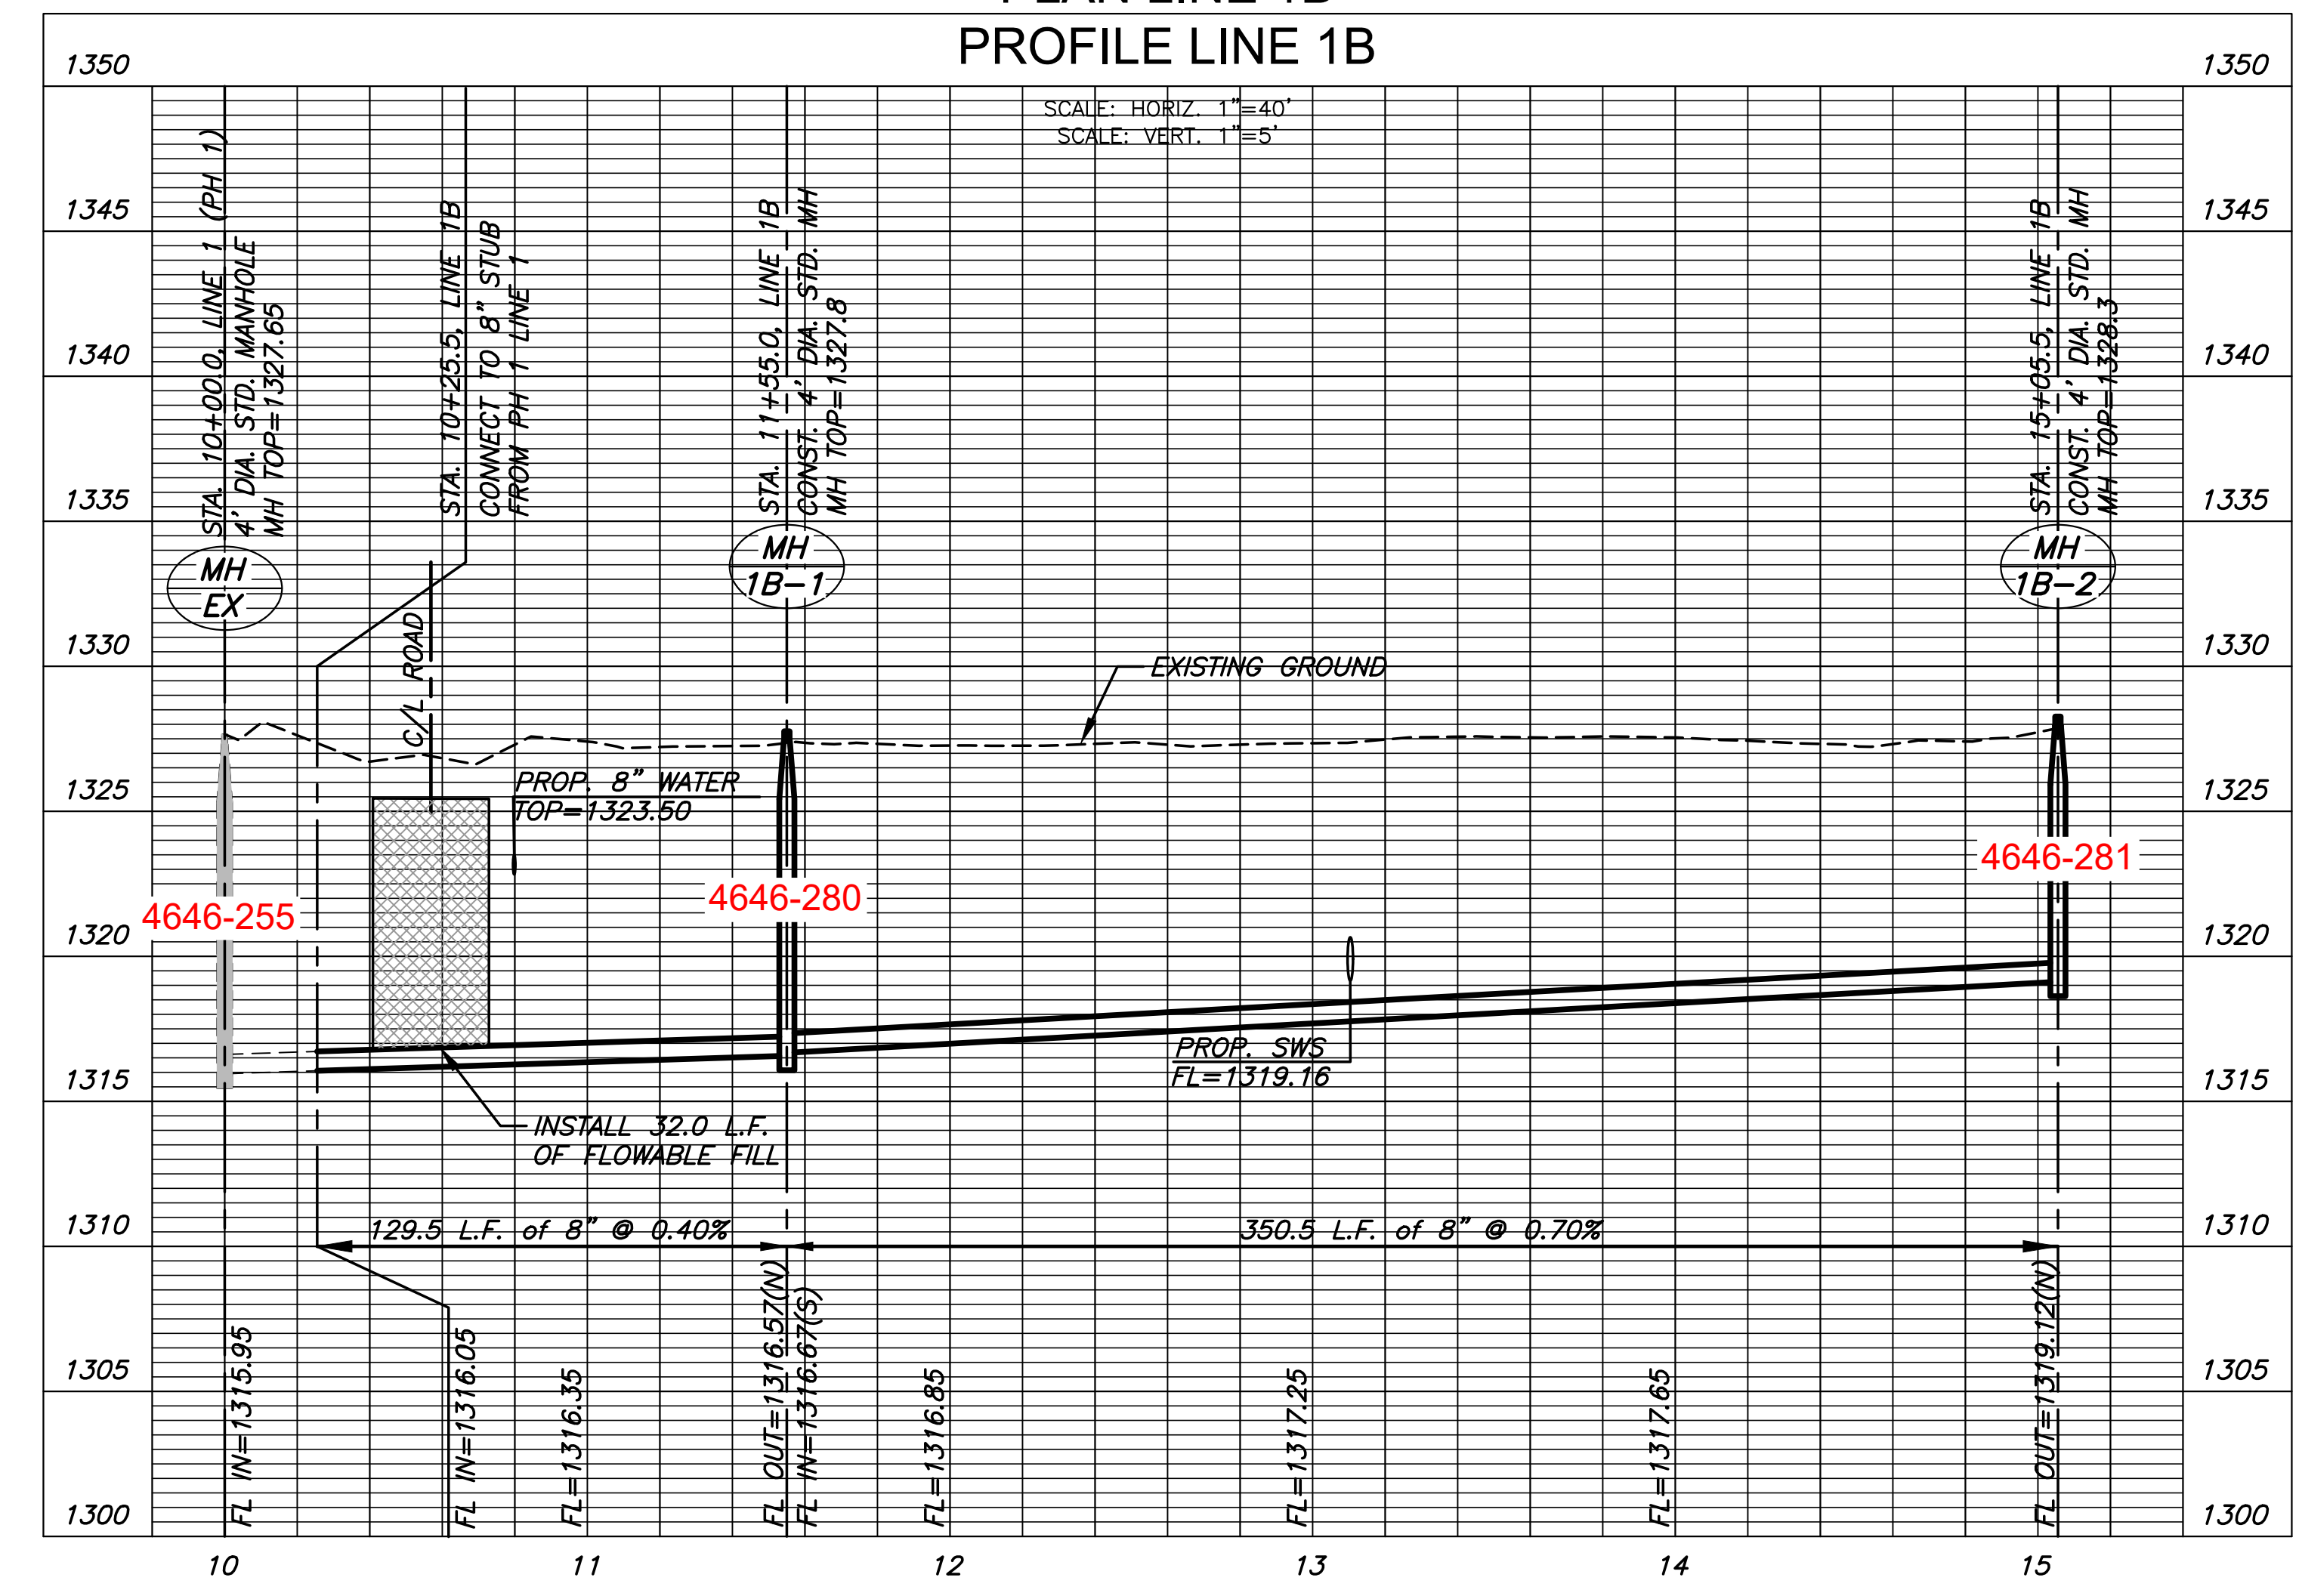 PROFILE LINE 1B
SCALE: HORIZ. 1"=40'
SCALE: VERT. 1"=5'
1350
1350
1345
1345
1340
1340
1335
1335
1330
1330
1325
1325
1320
1320
1315
1315
1310
1310
1305
1305
1300
1300
STA. 10+00.0, LINE 1 (PH 1)
4' DIA. STD. MANHOLE
MH TOP=1327.65
STA. 10+25.5, LINE 1B
CONNECT TO 8" STUB
FROM PH 1 LINE 1
STA. 11+55.0, LINE 1B
CONST. 4' DIA. STD. MH
MH TOP=1327.8
STA. 15+05.5, LINE 1B
CONST. 4' DIA. STD. MH
MH TOP=1328.3
MH
EX
MH
1B-1
MH
1B-2
C/L ROAD
EXISTING GROUND
PROP. 8" WATER
TOP=1323.50
4646-255
4646-280
4646-281
PROP. SWS
FL=1319.16
INSTALL 32.0 L.F.
OF FLOWABLE FILL
129.5 L.F. of 8" @ 0.40%
350.5 L.F. of 8" @ 0.70%
FL IN=1315.95
FL IN=1316.05
FL=1316.35
FL OUT=1316.57(N)
FL IN=1316.67(S)
FL=1316.85
FL=1317.25
FL=1317.65
FL OUT=1319.12(N)
10
11
12
13
14
15